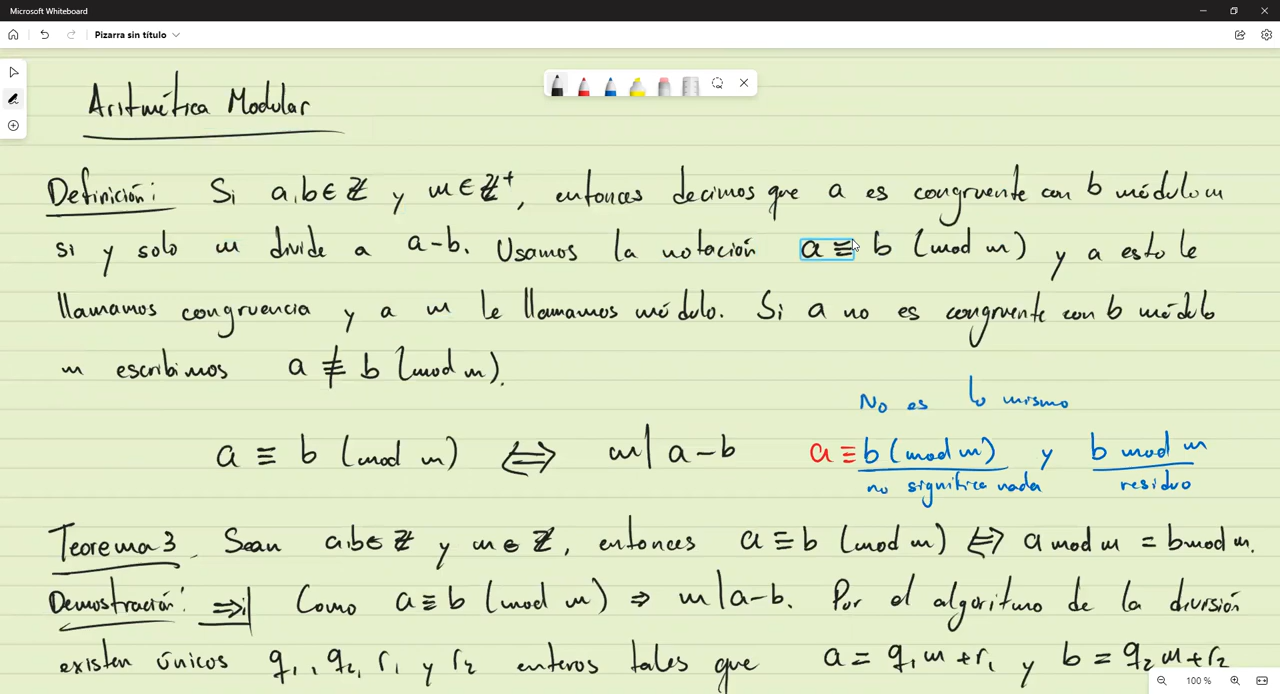 Microsoft Whiteboard
Pizarra sin título
Aritmética Modular
Definición: Si a,b∈ℤ y m∈ℤ⁺, entonces decimos que a es congruente con b módulo m
si y solo m divide a a-b. Usamos la notación a ≡ b (mod m) y a esto le
llamamos congruencia y a m le llamamos módulo. Si a no es congruente con b módulo
m escribimos a ≢ b (mod m).
No es lo mismo
a ≡ b (mod m) ⇔ m|a-b a ≡ b (mod m) y b mod m
no significa nada residuo
Teorema 3. Sean a,b∈ℤ y m∈ℤ, entonces a ≡ b (mod m) ⇔ a mod m = b mod m.
Demostración: ⇒| Como a ≡ b (mod m) ⇒ m|a-b. Por el algoritmo de la división
existen únicos q₁, q₂, r₁ y r₂ enteros tales que a = q₁m + r₁ y b = q₂m + r₂
100 %